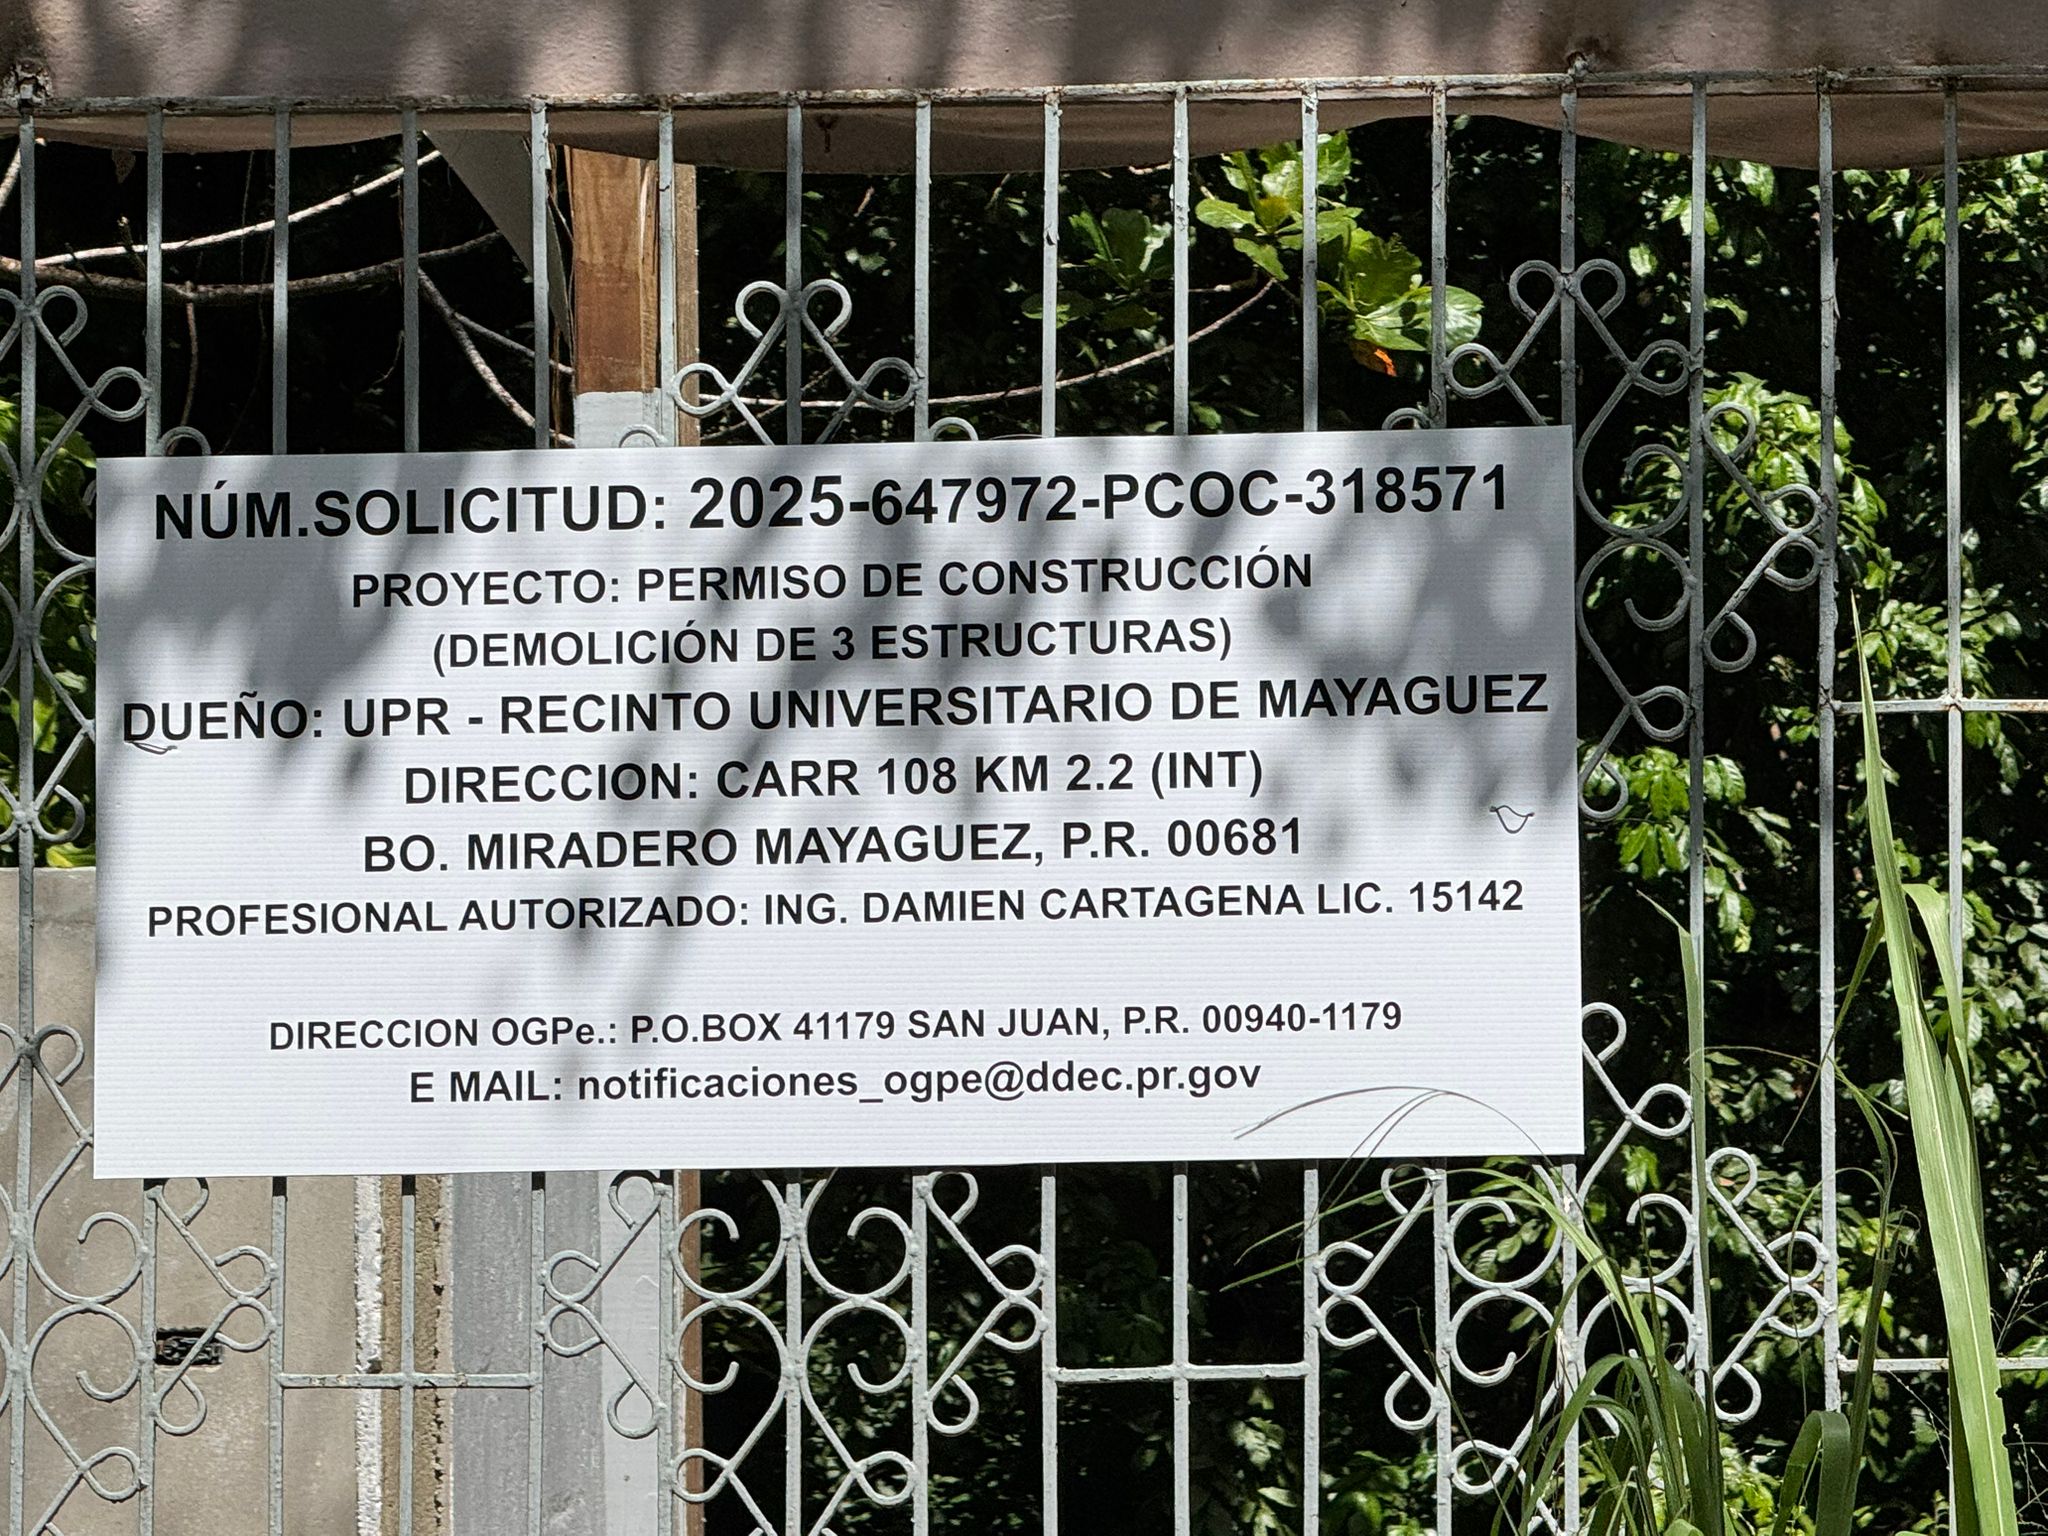 NÚM.SOLICITUD: 2025-647972-PCOC-318571
PROYECTO: PERMISO DE CONSTRUCCIÓN
(DEMOLICIÓN DE 3 ESTRUCTURAS)
DUEÑO: UPR - RECINTO UNIVERSITARIO DE MAYAGUEZ
DIRECCION: CARR 108 KM 2.2 (INT)
BO. MIRADERO MAYAGUEZ, P.R. 00681
PROFESIONAL AUTORIZADO: ING. DAMIEN CARTAGENA LIC. 15142
DIRECCION OGPe.: P.O.BOX 41179 SAN JUAN, P.R. 00940-1179
E MAIL: notificaciones_ogpe@ddec.pr.gov